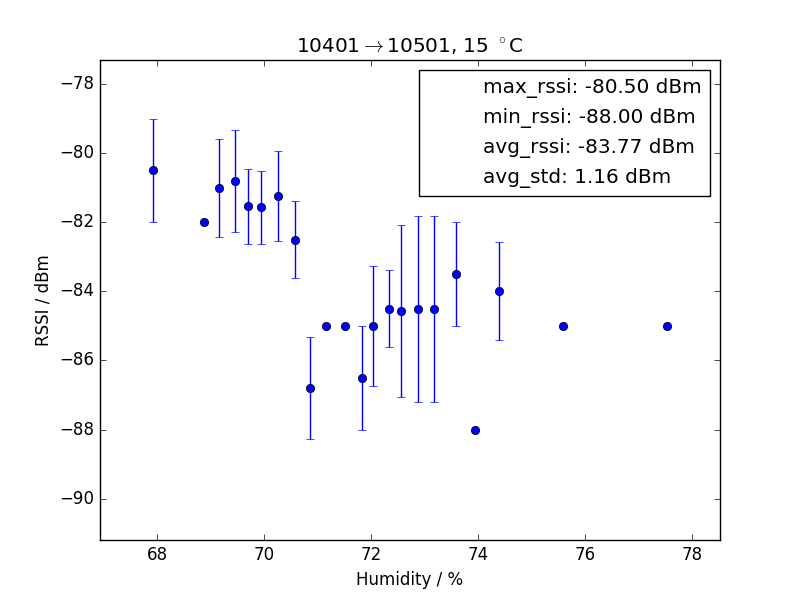 10401→10501, 15 °C
max_rssi: -80.50 dBm
min_rssi: -88.00 dBm
avg_rssi: -83.77 dBm
avg_std: 1.16 dBm
RSSI / dBm
−78
−80
−82
−84
−86
−88
−90
68 70 72 74 76 78
Humidity / %